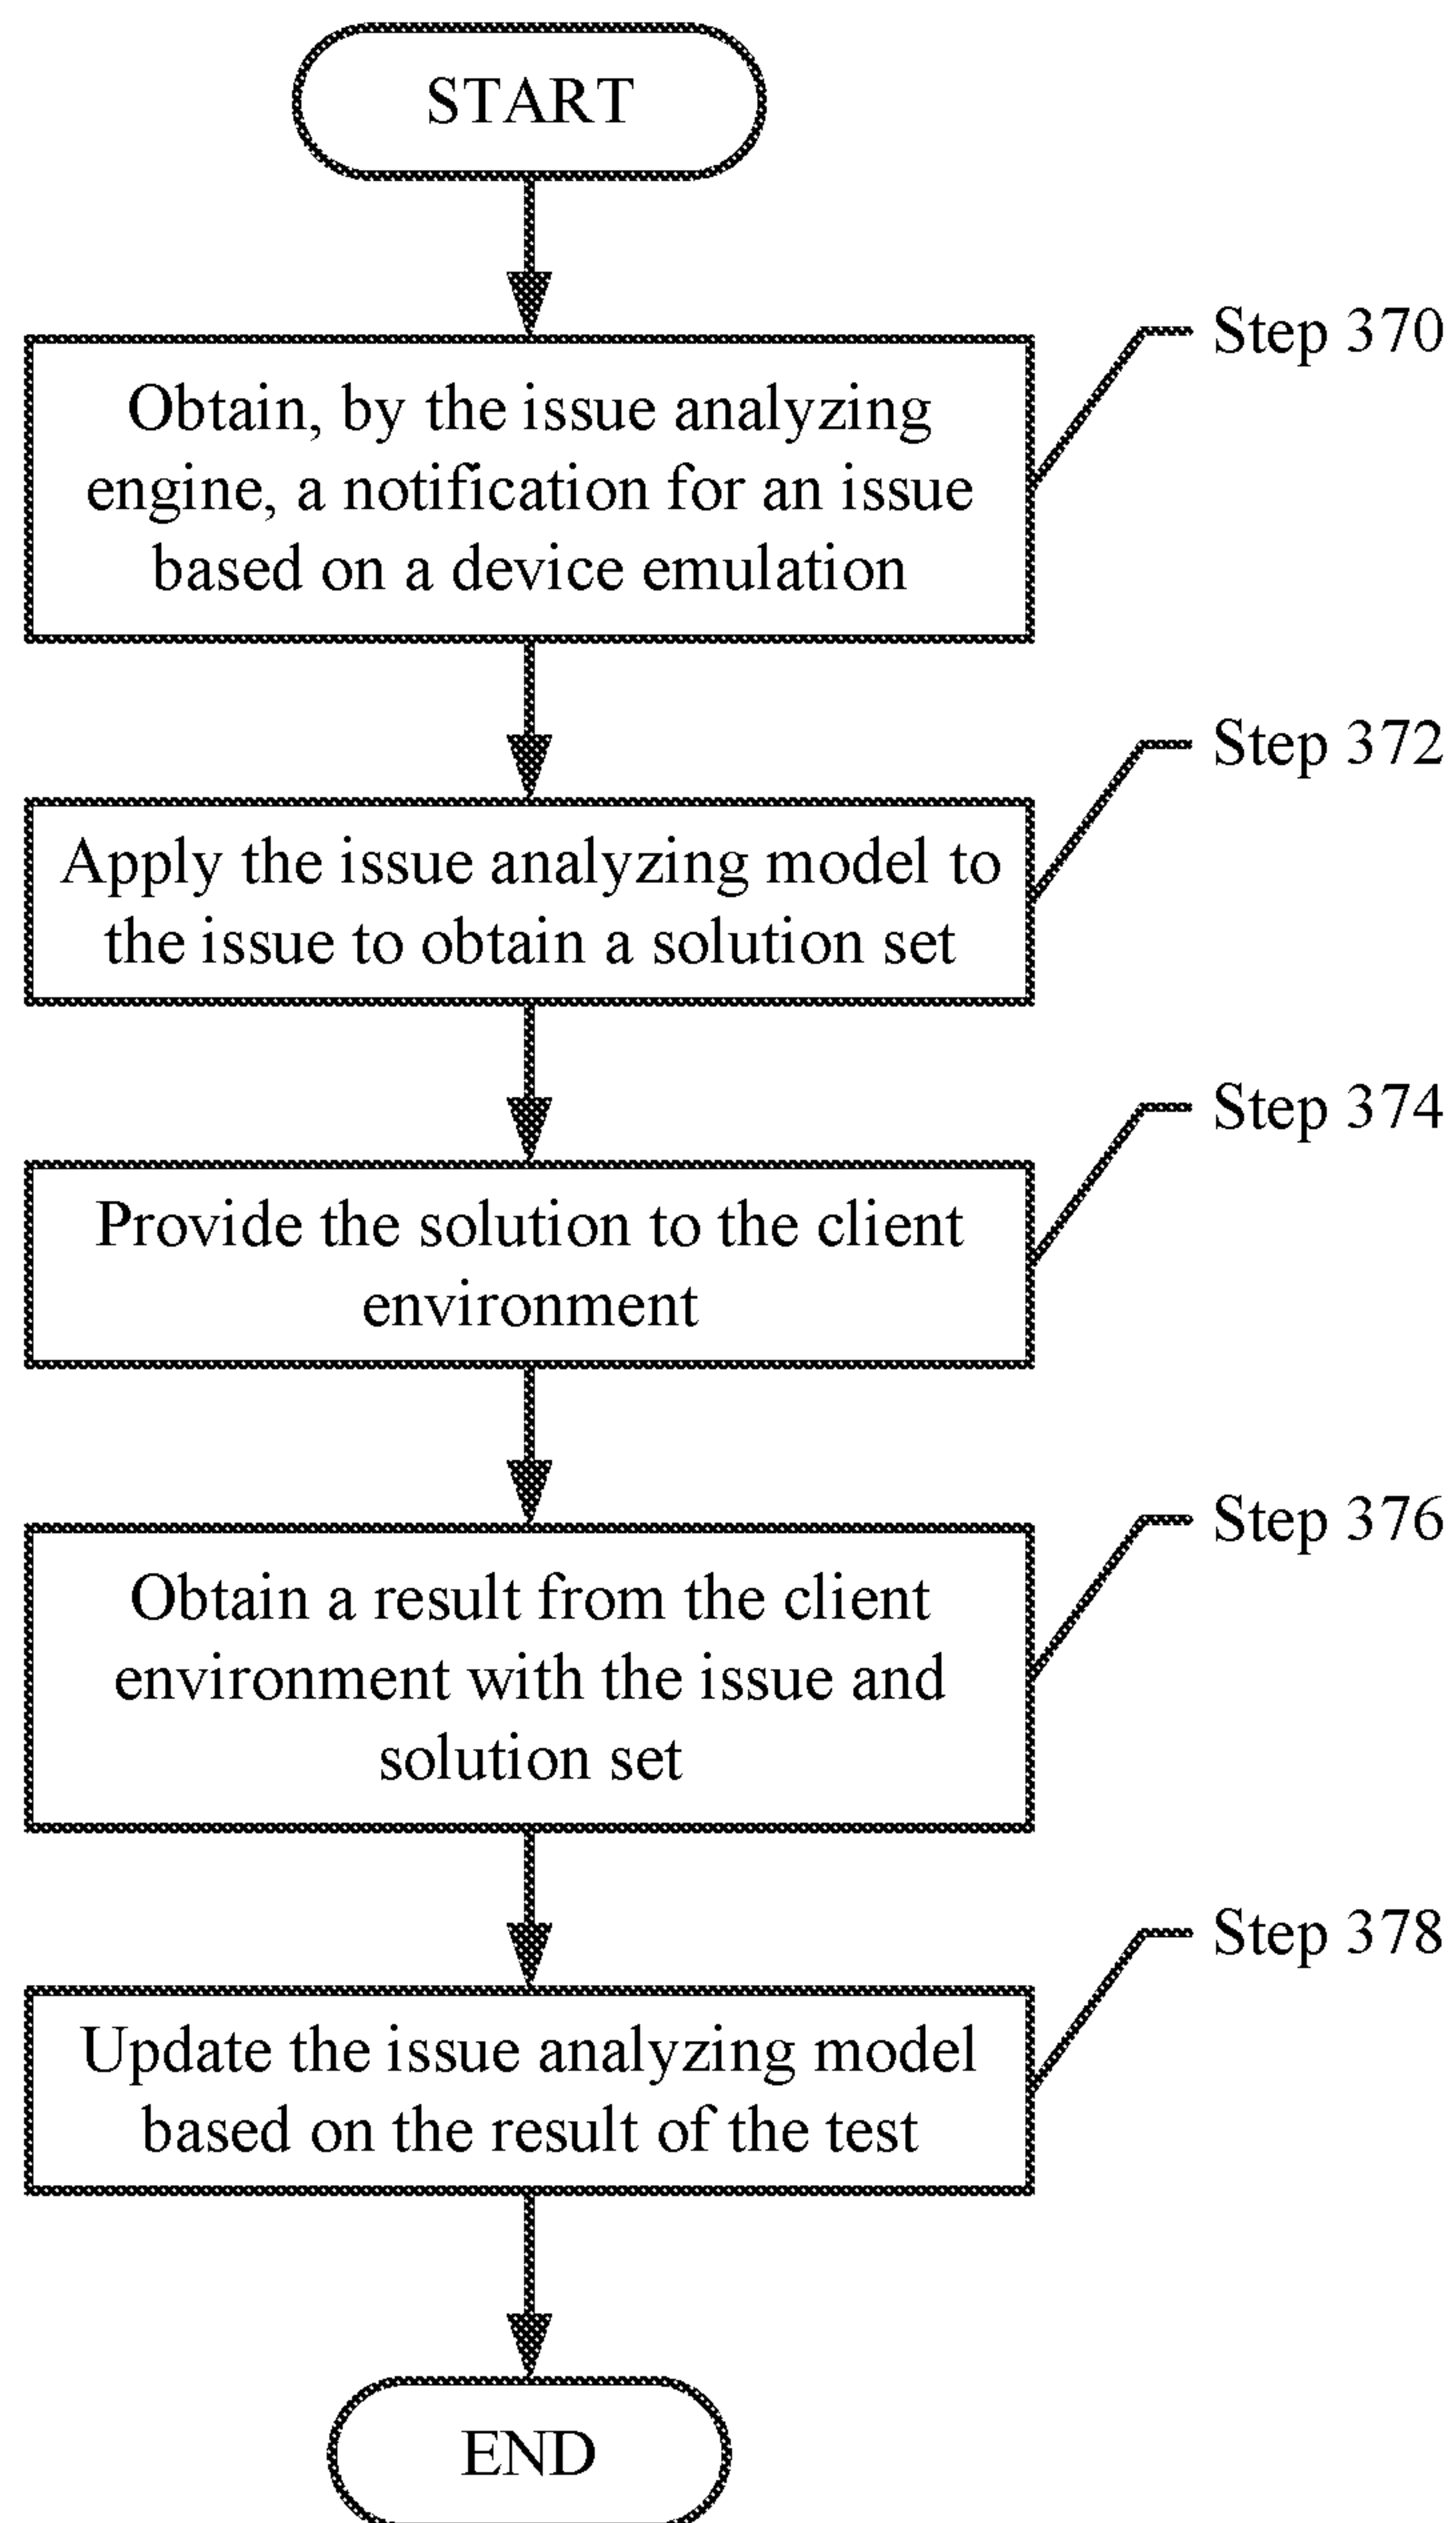 START
Step 370
Obtain, by the issue analyzing
engine, a notification for an issue
based on a device emulation
Step 372
Apply the issue analyzing model to
the issue to obtain a solution set
Step 374
Provide the solution to the client
environment
Step 376
Obtain a result from the client
environment with the issue and
solution set
Step 378
Update the issue analyzing model
based on the result of the test
END